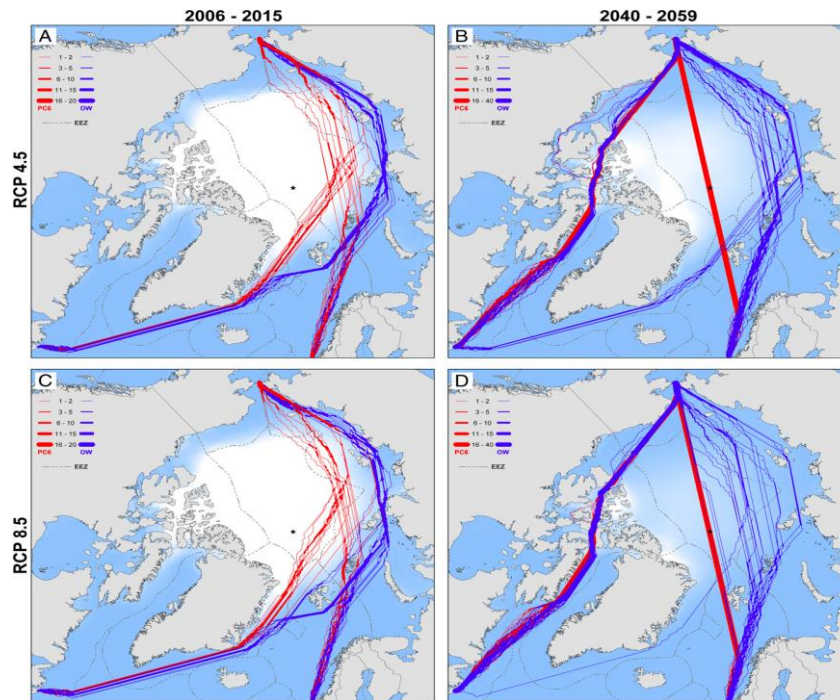 2006 - 2015
2040 - 2059
RCP 4.5
A
1 - 2
3 - 5
6 - 10
11 - 15
16 - 20
PC6 OW
EEZ
B
1 - 2
3 - 5
6 - 10
11 - 15
16 - 40
PC6 OW
EEZ
RCP 8.5
C
1 - 2
3 - 5
6 - 10
11 - 15
16 - 20
PC6 OW
EEZ
D
1 - 2
3 - 5
6 - 10
11 - 15
16 - 40
PC6 OW
EEZ